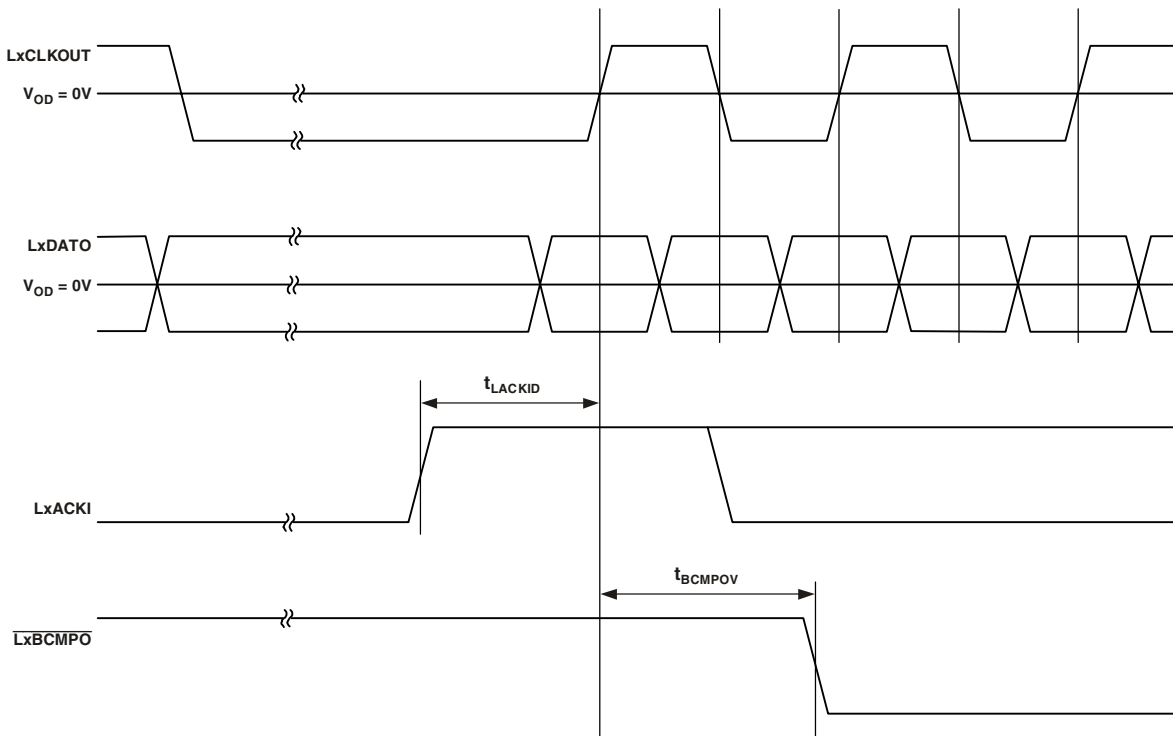 LxCLKOUT
V_OD = 0V
LxDATO
V_OD = 0V
t_LACKID
LxACKI
t_BCMPOV
LxBCMPO